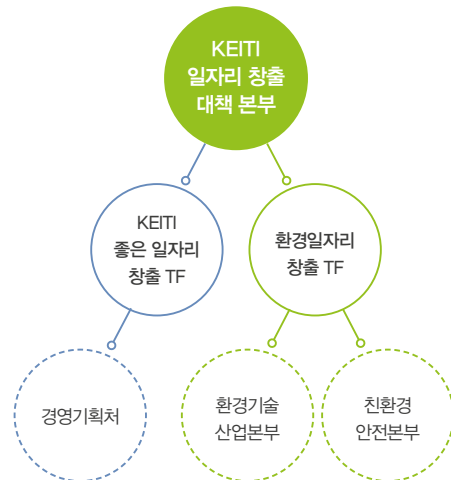 KEITI
일자리 창출
대책 본부
KEITI
좋은 일자리
창출 TF
환경일자리
창출 TF
경영기획처
환경기술
산업본부
친환경
안전본부